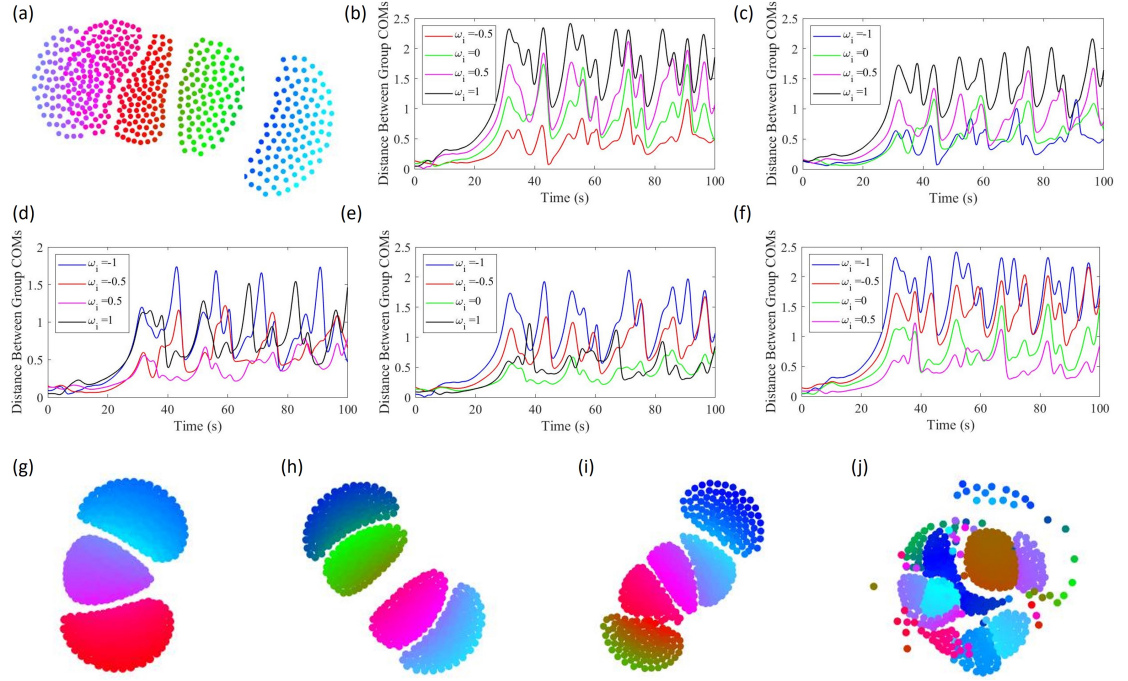 (a)
(b)
(c)
2.5
2
1.5
1
0.5
0
0
20
40
60
80
100
Distance Between Group COMs
Time (s)
ω_i =-0.5
ω_i =0
ω_i =0.5
ω_i =1
2.5
2
1.5
1
0.5
0
0
20
40
60
80
100
Distance Between Group COMs
Time (s)
ω_i =-1
ω_i =0
ω_i =0.5
ω_i =1
(d)
(e)
(f)
2
1.5
1
0.5
0
0
20
40
60
80
100
Distance Between Group COMs
Time (s)
ω_i =-1
ω_i =-0.5
ω_i =0.5
ω_i =1
2.5
2
1.5
1
0.5
0
0
20
40
60
80
100
Distance Between Group COMs
Time (s)
ω_i =-1
ω_i =-0.5
ω_i =0
ω_i =1
2.5
2
1.5
1
0.5
0
0
20
40
60
80
100
Distance Between Group COMs
Time (s)
ω_i =-1
ω_i =-0.5
ω_i =0
ω_i =0.5
(g)
(h)
(i)
(j)